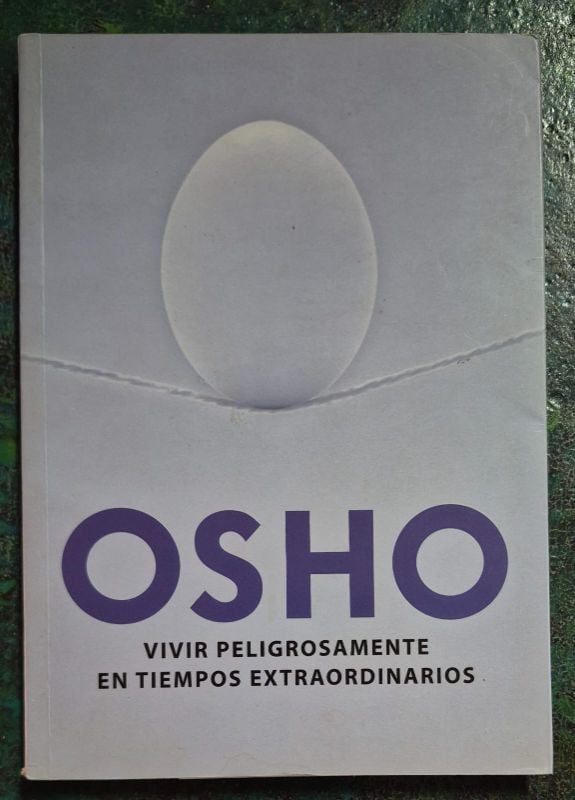 OSHO
VIVIR PELIGROSAMENTE
EN TIEMPOS EXTRAORDINARIOS